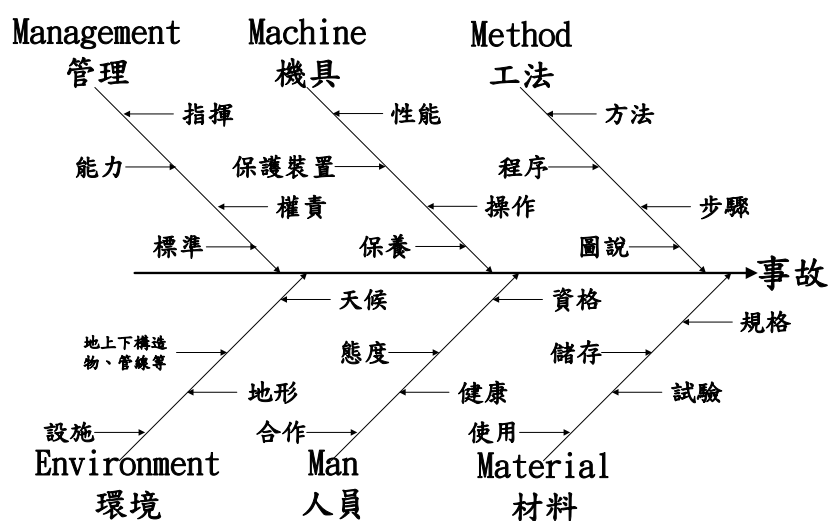 Management
管理
Machine
機具
Method
工法
指揮
能力
權責
標準
性能
保護裝置
操作
保養
方法
程序
步驟
圖說
事故
天候
地上下構造
物、管線等
地形
設施
資格
態度
健康
合作
規格
儲存
試驗
使用
Environment
環境
Man
人員
Material
材料